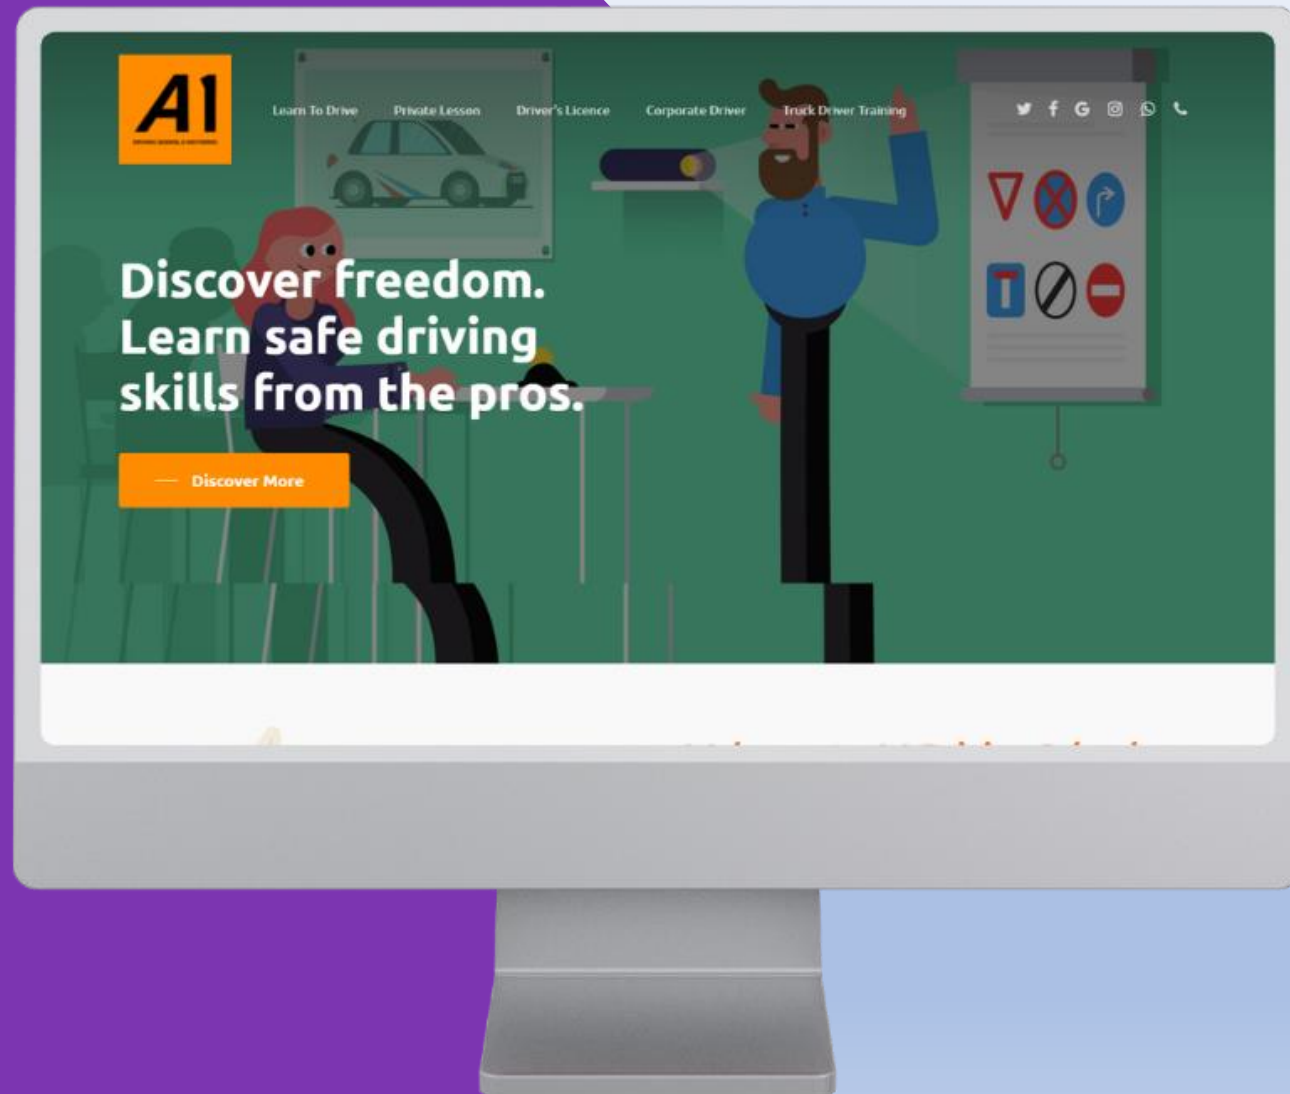 A1
Learn To Drive
Private Lesson
Driver's Licence
Corporate Driver
Truck Driver Training
Discover freedom.
Learn safe driving
skills from the pros.
Discover More